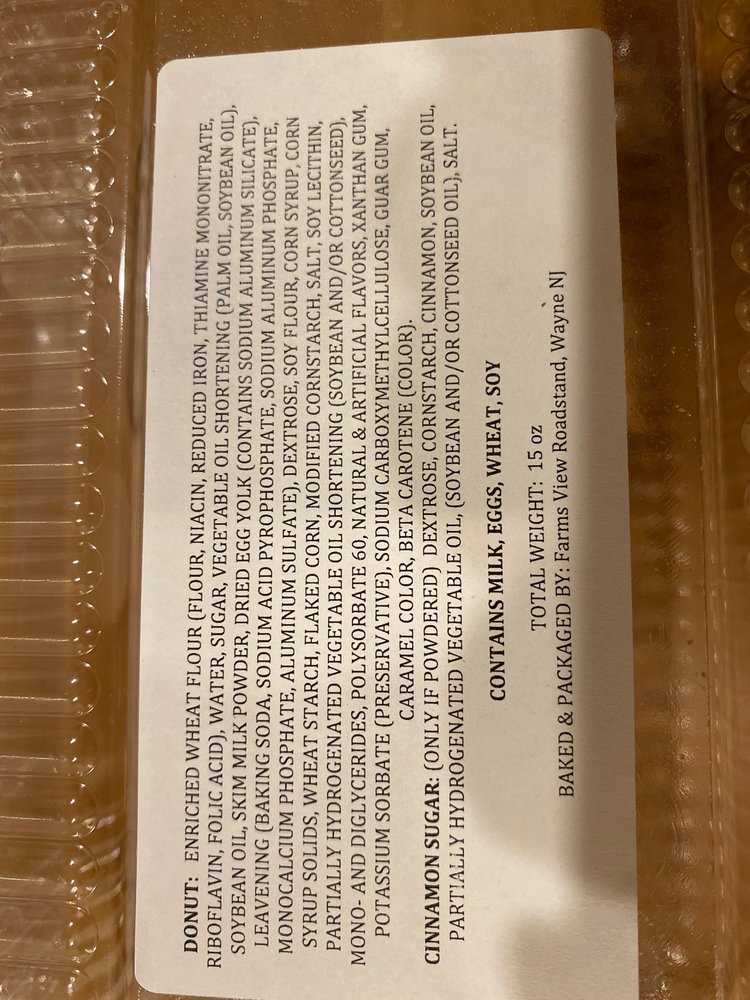 DONUT: ENRICHED WHEAT FLOUR (FLOUR, NIACIN, REDUCED IRON, THIAMINE MONONITRATE,
RIBOFLAVIN, FOLIC ACID), WATER, SUGAR, VEGETABLE OIL SHORTENING (PALM OIL, SOYBEAN OIL),
SOYBEAN OIL, SKIM MILK POWDER, DRIED EGG YOLK (CONTAINS SODIUM ALUMINUM SILICATE),
LEAVENING (BAKING SODA, SODIUM ACID PYROPHOSPHATE, SODIUM ALUMINUM PHOSPHATE,
MONOCALCIUM PHOSPHATE, ALUMINUM SULFATE), DEXTROSE, SOY FLOUR, CORN SYRUP, CORN
SYRUP SOLIDS, WHEAT STARCH, FLAKED CORN, MODIFIED CORNSTARCH, SALT, SOY LECITHIN,
PARTIALLY HYDROGENATED VEGETABLE OIL SHORTENING (SOYBEAN AND/OR COTTONSEED),
MONO- AND DIGLYCERIDES, POLYSORBATE 60, NATURAL & ARTIFICIAL FLAVORS, XANTHAN GUM,
POTASSIUM SORBATE (PRESERVATIVE), SODIUM CARBOXYMETHYLCELLULOSE, GUAR GUM,
CARAMEL COLOR, BETA CAROTENE (COLOR).
CINNAMON SUGAR: (ONLY IF POWDERED) DEXTROSE, CORNSTARCH, CINNAMON, SOYBEAN OIL,
PARTIALLY HYDROGENATED VEGETABLE OIL, (SOYBEAN AND/OR COTTONSEED OIL), SALT.
CONTAINS MILK, EGGS, WHEAT, SOY
TOTAL WEIGHT: 15 oz
BAKED & PACKAGED BY: Farms View Roadstand, Wayne NJ